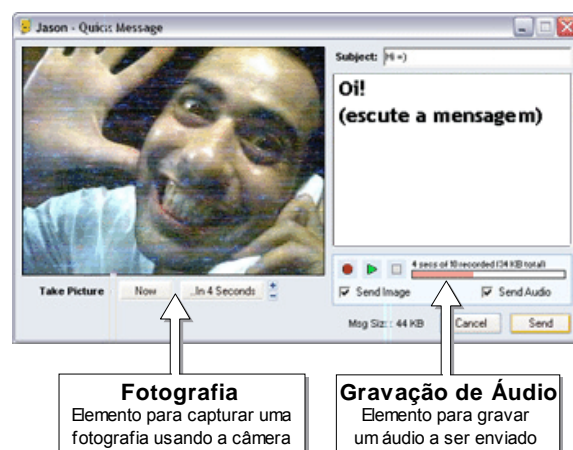 Jason - Quick Message
Subject: Hi =)
Oi!
(escute a mensagem)
4 secs of 10 recorded (34 KB total)
Take Picture Now ...In 4 Seconds
Send Image Send Audio
Msg Size: 44 KB Cancel Send
Fotografia
Elemento para capturar uma
fotografia usando a câmera
Gravação de Áudio
Elemento para gravar
um áudio a ser enviado